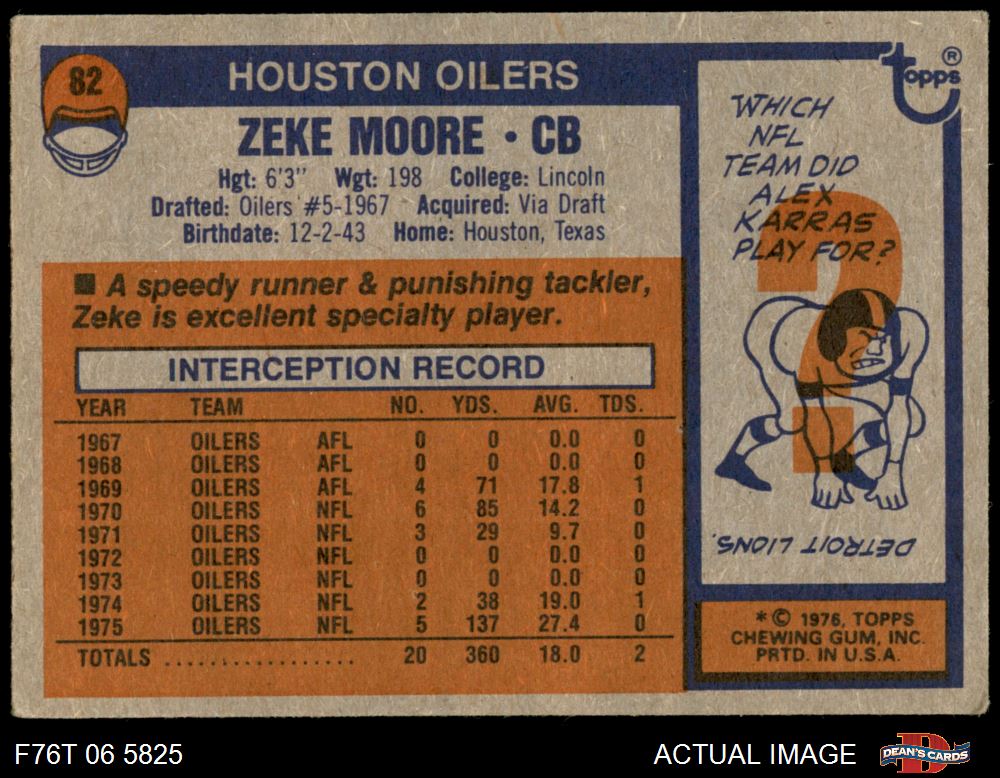 82
HOUSTON OILERS
ZEKE MOORE • CB
Hgt: 6'3" Wgt: 198 College: Lincoln
Drafted: Oilers #5-1967 Acquired: Via Draft
Birthdate: 12-2-43 Home: Houston, Texas
■ A speedy runner & punishing tackler,
Zeke is excellent specialty player.
INTERCEPTION RECORD
YEAR TEAM NO. YDS. AVG. TDS.
1967 OILERS AFL 0 0 0.0 0
1968 OILERS AFL 0 0 0.0 0
1969 OILERS AFL 4 71 17.8 1
1970 OILERS NFL 6 85 14.2 0
1971 OILERS NFL 3 29 9.7 0
1972 OILERS NFL 0 0 0.0 0
1973 OILERS NFL 0 0 0.0 0
1974 OILERS NFL 2 38 19.0 1
1975 OILERS NFL 5 137 27.4 0
TOTALS .................. 20 360 18.0 2
topps ®
WHICH
NFL
TEAM DID
ALEX
KARRAS
PLAY FOR?
?
DETROIT LIONS.
* © 1976, TOPPS
CHEWING GUM, INC.
PRTD. IN U.S.A.
F76T 06 5825
ACTUAL IMAGE
D
DEAN'S CARDS